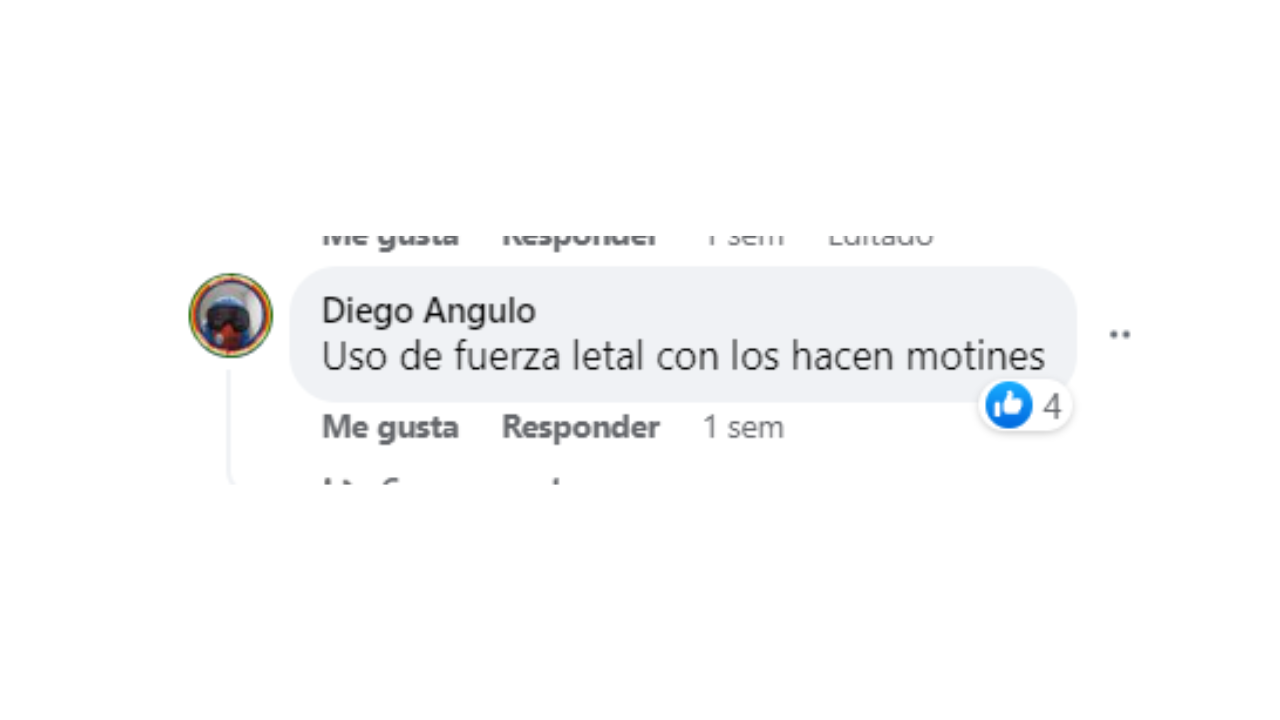 Me gusta Responder 1 sem Editado
Diego Angulo
Uso de fuerza letal con los hacen motines
4
Me gusta Responder 1 sem